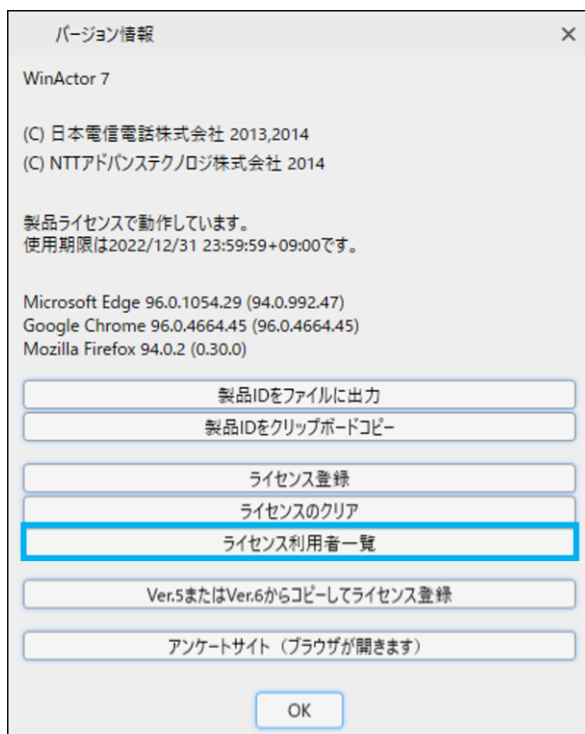 バージョン情報
WinActor 7
(C) 日本電信電話株式会社 2013,2014
(C) NTTアドバンステクノロジ株式会社 2014
製品ライセンスで動作しています。
使用期限は2022/12/31 23:59:59+09:00です。
Microsoft Edge 96.0.1054.29 (94.0.992.47)
Google Chrome 96.0.4664.45 (96.0.4664.45)
Mozilla Firefox 94.0.2 (0.30.0)
製品IDをファイルに出力
製品IDをクリップボードコピー
ライセンス登録
ライセンスのクリア
ライセンス利用者一覧
Ver.5またはVer.6からコピーしてライセンス登録
アンケートサイト（ブラウザが開きます）
OK